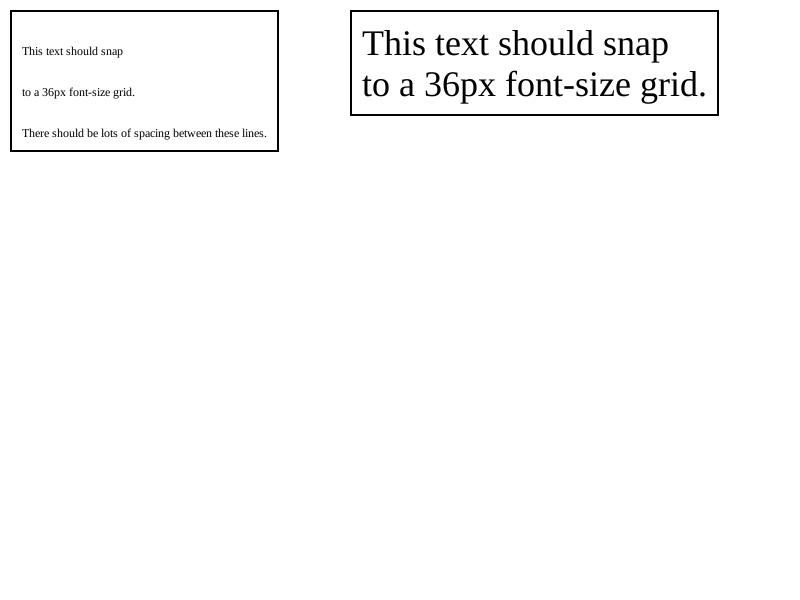 This text should snap
to a 36px font-size grid.
There should be lots of spacing between these lines.
This text should snap
to a 36px font-size grid.